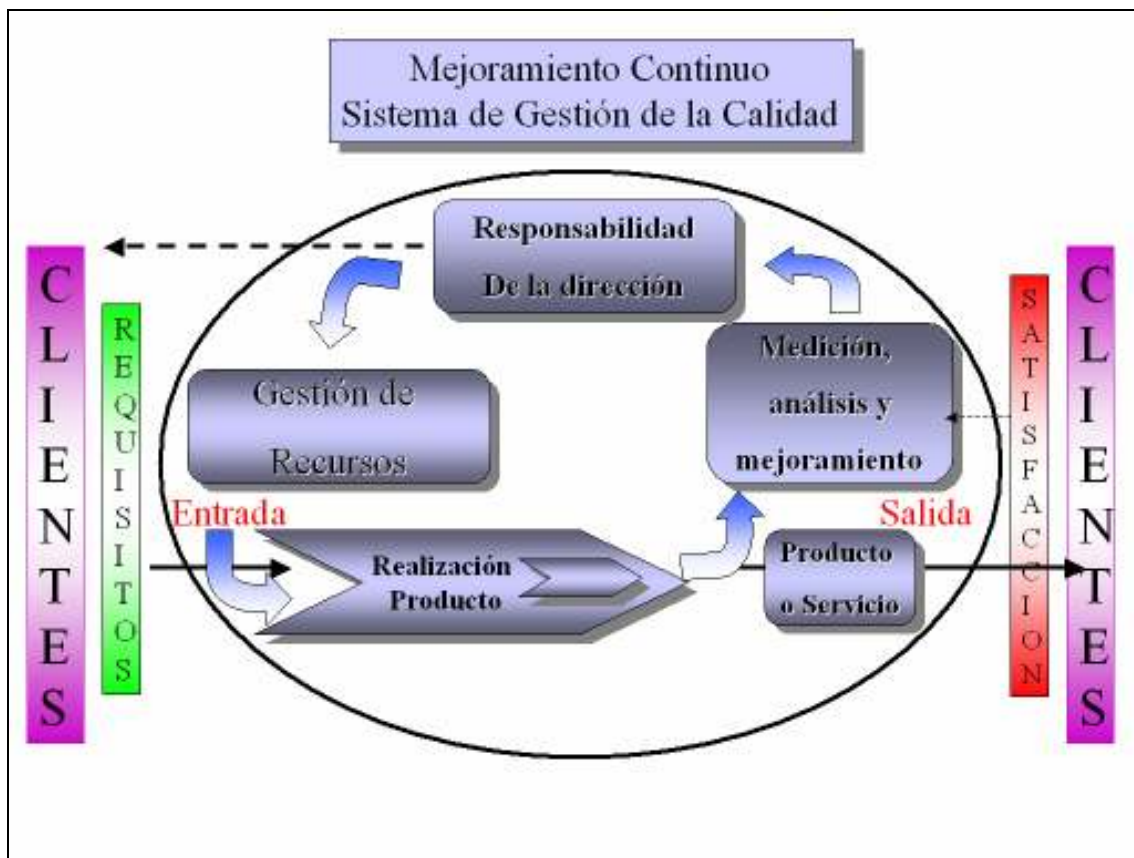 Mejoramiento Continuo
Sistema de Gestión de la Calidad
CLIENTES
REQUISITOS
Responsabilidad
De la dirección
Gestión de
Recursos
Medición,
análisis y
mejoramiento
Entrada
Realización
Producto
Salida
Producto
o Servicio
SATISFACCION
CLIENTES